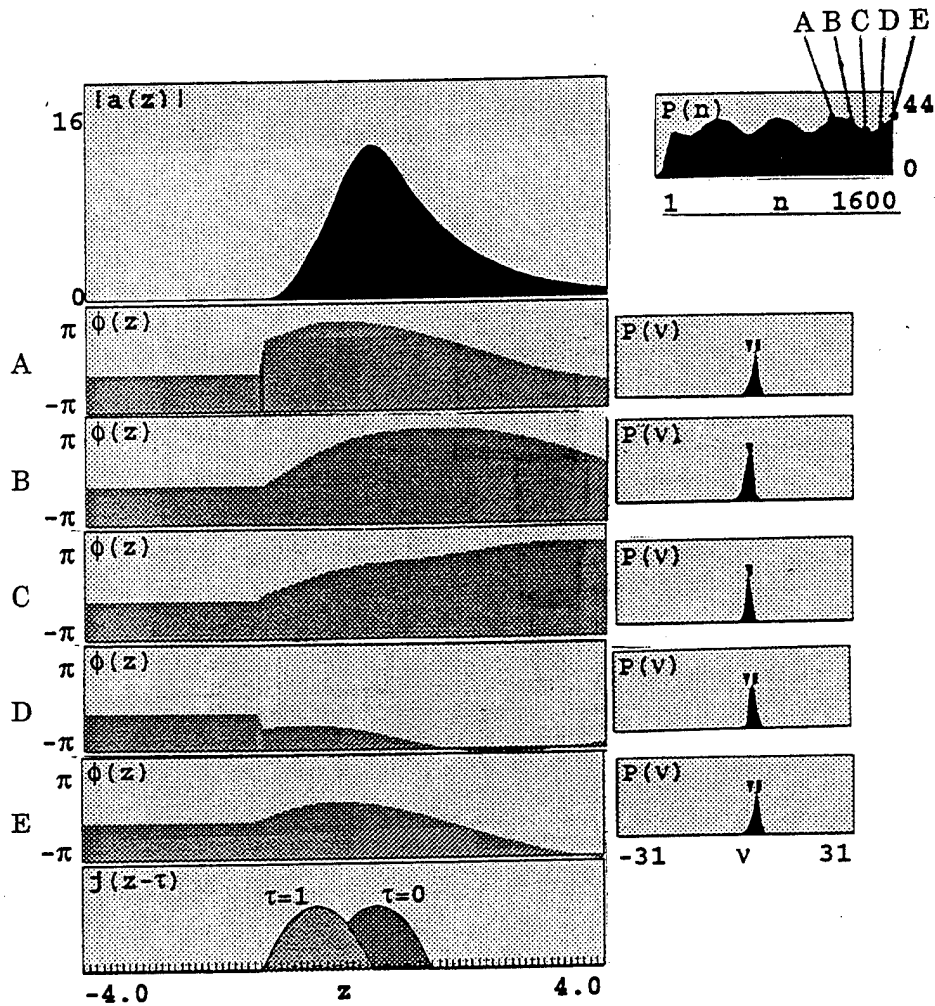 A B C D E
|a(z)|
16
0
P(n)
44
0
1 n 1600
A
π
-π
φ(z)
P(ν)
B
π
-π
φ(z)
P(ν)
C
π
-π
φ(z)
P(ν)
D
π
-π
φ(z)
P(ν)
E
π
-π
φ(z)
P(ν)
-31 ν 31
j(z-τ)
τ=1 τ=0
-4.0 z 4.0